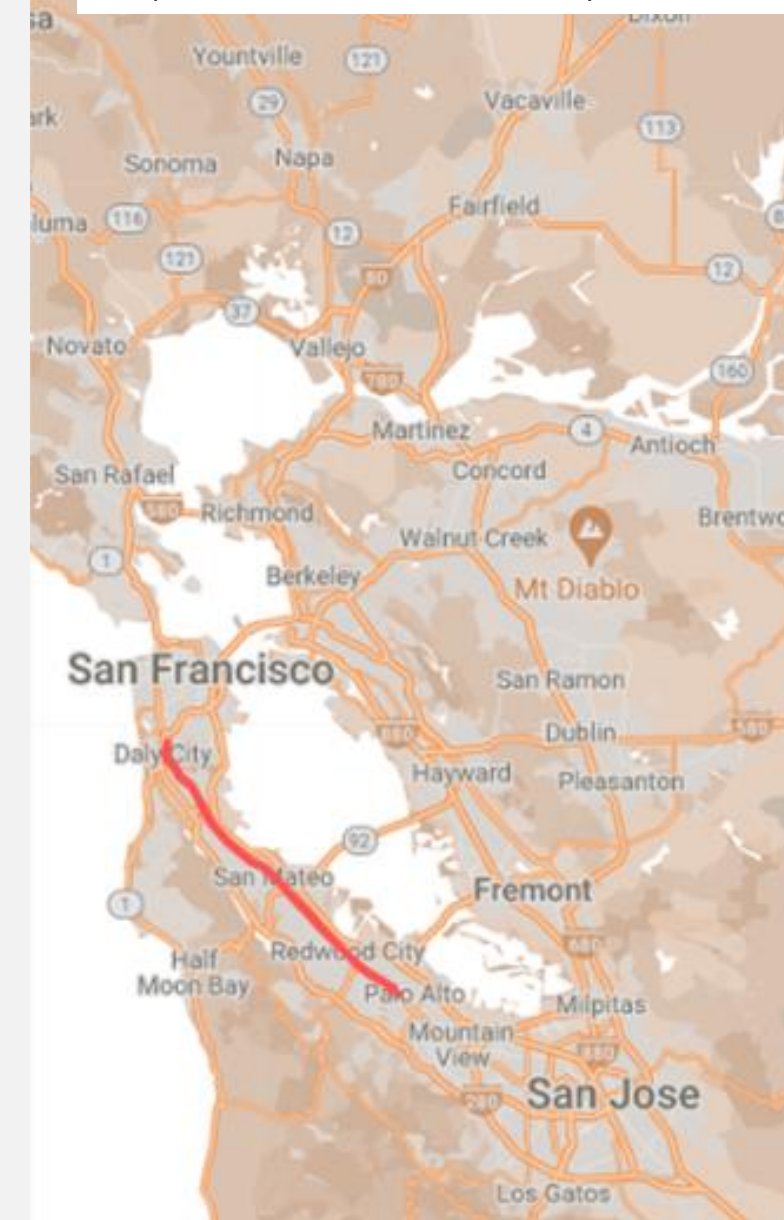 Dixon
Yountville
121
29
Vacaville
113
Sonoma
Napa
116
Fairfield
12
121
80
12
37
Novato
Vallejo
780
160
Martinez
4
Antioch
Concord
San Rafael
580
Richmond
Walnut Creek
1
Berkeley
Mt Diablo
San Francisco
San Ramon
880
Dublin
580
Daly City
Hayward
Pleasanton
92
San Mateo
Fremont
1
680
Redwood City
Half
Moon Bay
Palo Alto
Milpitas
Mountain
View
880
280
San Jose
Los Gatos